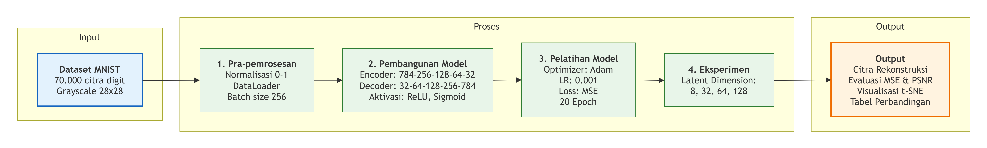 Input
Dataset MNIST
70.000 citra digit
Grayscale 28x28
Proses
1. Pra-pemrosesan
Normalisasi 0-1
DataLoader
Batch size 256
2. Pembangunan Model
Encoder: 784-256-128-64-32
Decoder: 32-64-128-256-784
Aktivasi: ReLU, Sigmoid
3. Pelatihan Model
Optimizer: Adam
LR: 0,001
Loss: MSE
20 Epoch
4. Eksperimen
Latent Dimension:
8, 32, 64, 128
Output
Output
Citra Rekonstruksi
Evaluasi MSE & PSNR
Visualisasi t-SNE
Tabel Perbandingan